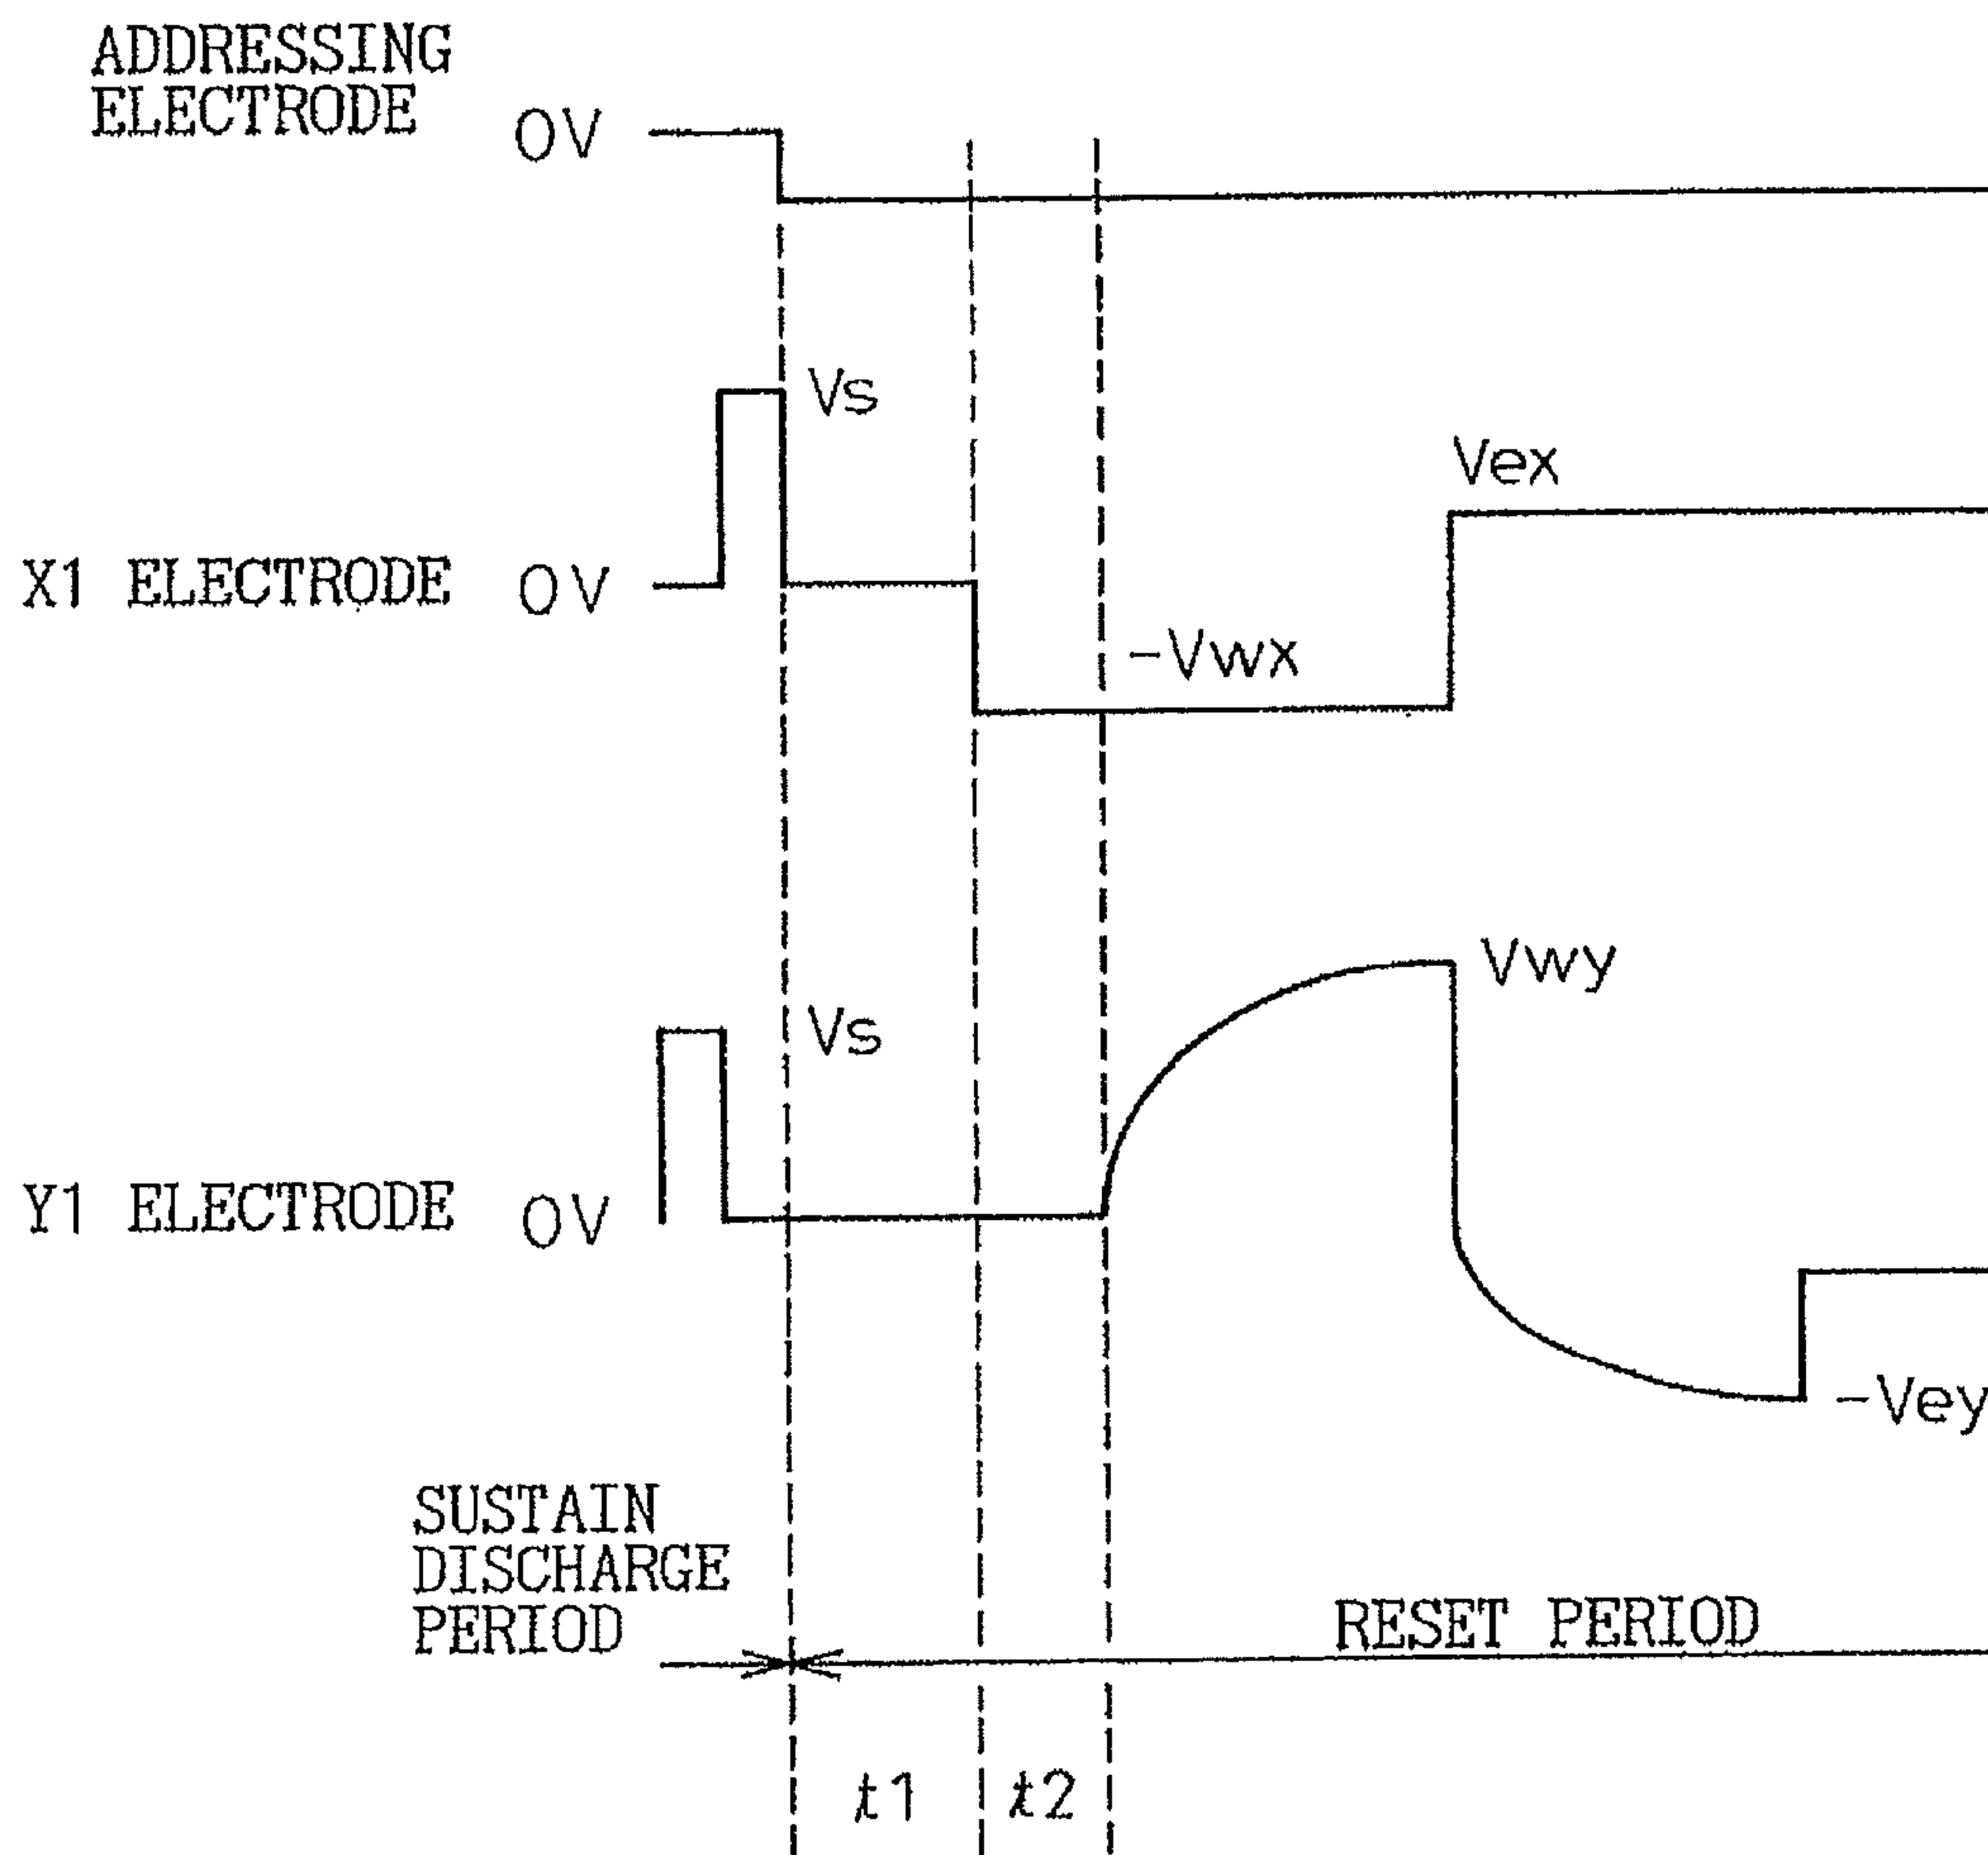 ADDRESSING
ELECTRODE
0V
Vs
Vex
X1 ELECTRODE 0V
-Vwx
Vwy
Vs
Y1 ELECTRODE 0V
-Vey
SUSTAIN
DISCHARGE
PERIOD
RESET PERIOD
t1 t2